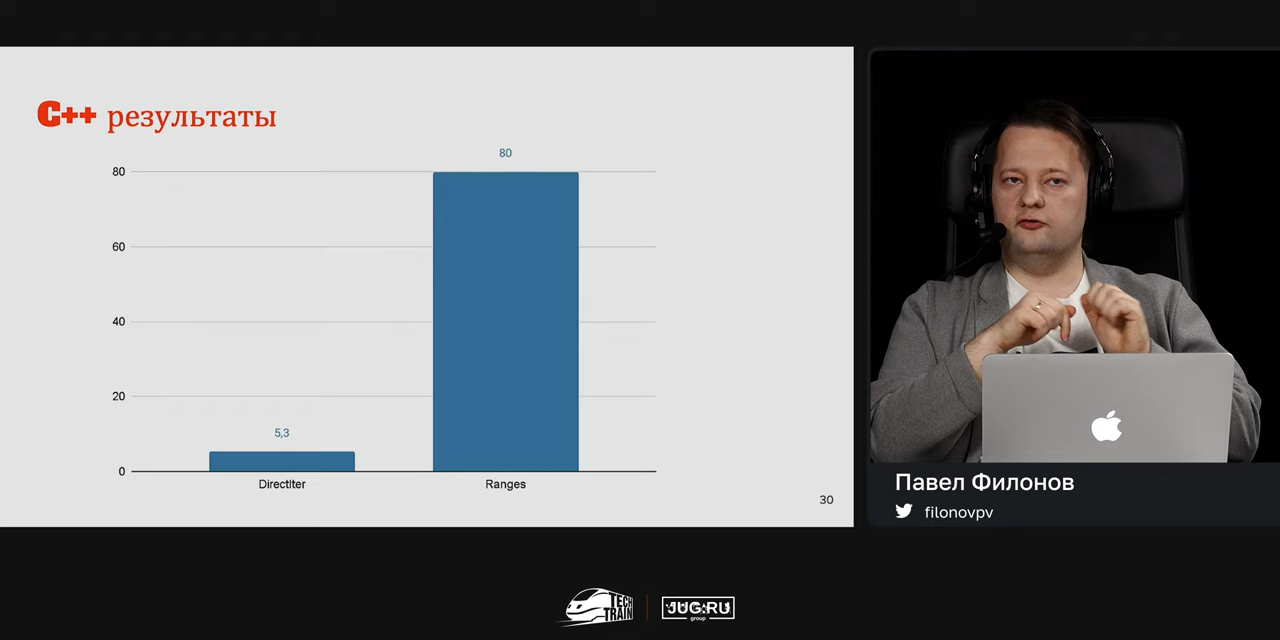 C++ результаты
80
80
60
40
20
5,3
0
DirectIter
Ranges
30
Павел Филонов
filonovpv
TECH
TRAIN
JUG.RU
group